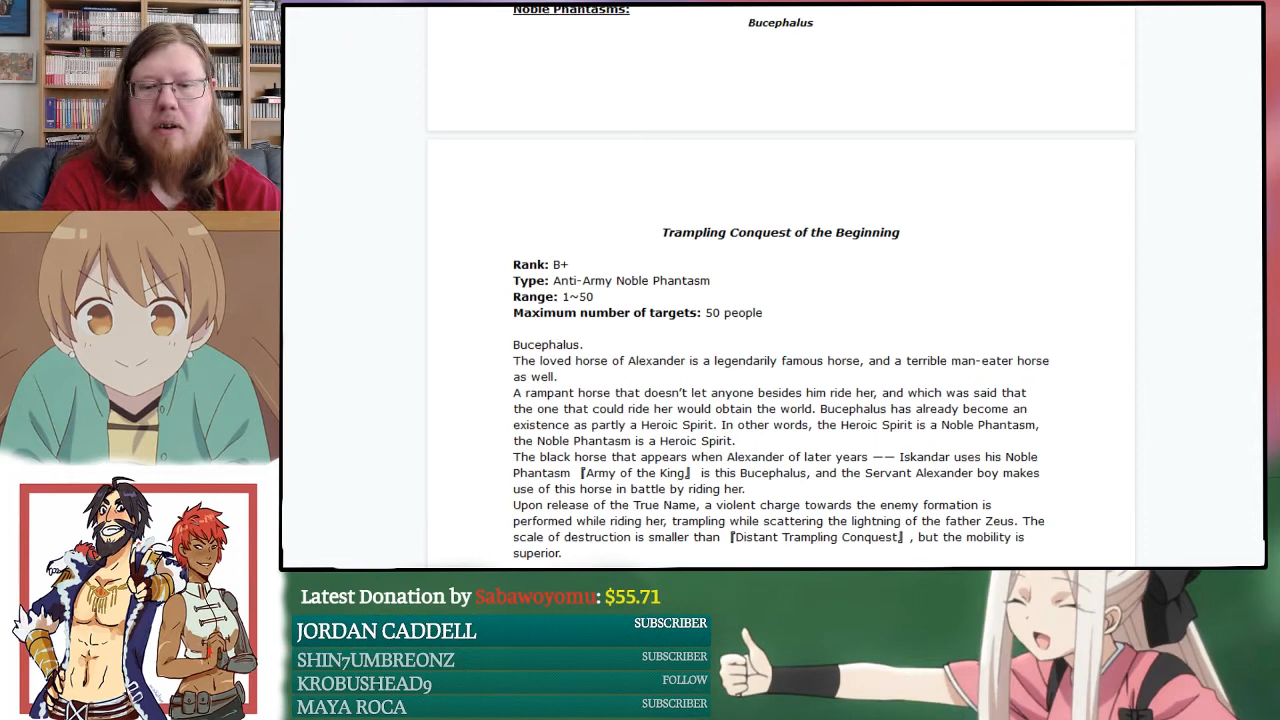 Noble Phantasms:
Bucephalus
Trampling Conquest of the Beginning
Rank: B+
Type: Anti-Army Noble Phantasm
Range: 1~50
Maximum number of targets: 50 people
Bucephalus.
The loved horse of Alexander is a legendarily famous horse, and a terrible man-eater horse
as well.
A rampant horse that doesn't let anyone besides him ride her, and which was said that
the one that could ride her would obtain the world. Bucephalus has already become an
existence as partly a Heroic Spirit. In other words, the Heroic Spirit is a Noble Phantasm,
the Noble Phantasm is a Heroic Spirit.
The black horse that appears when Alexander of later years —— Iskandar uses his Noble
Phantasm 『Army of the King』 is this Bucephalus, and the Servant Alexander boy makes
use of this horse in battle by riding her.
Upon release of the True Name, a violent charge towards the enemy formation is
performed while riding her, trampling while scattering the lightning of the father Zeus. The
scale of destruction is smaller than 『Distant Trampling Conquest』, but the mobility is
superior.
Latest Donation by Sabawoyomu: $55.71
JORDAN CADDELL SUBSCRIBER
SHIN7UMBREONZ SUBSCRIBER
KROBUSHEAD9 FOLLOW
MAYA ROCA SUBSCRIBER